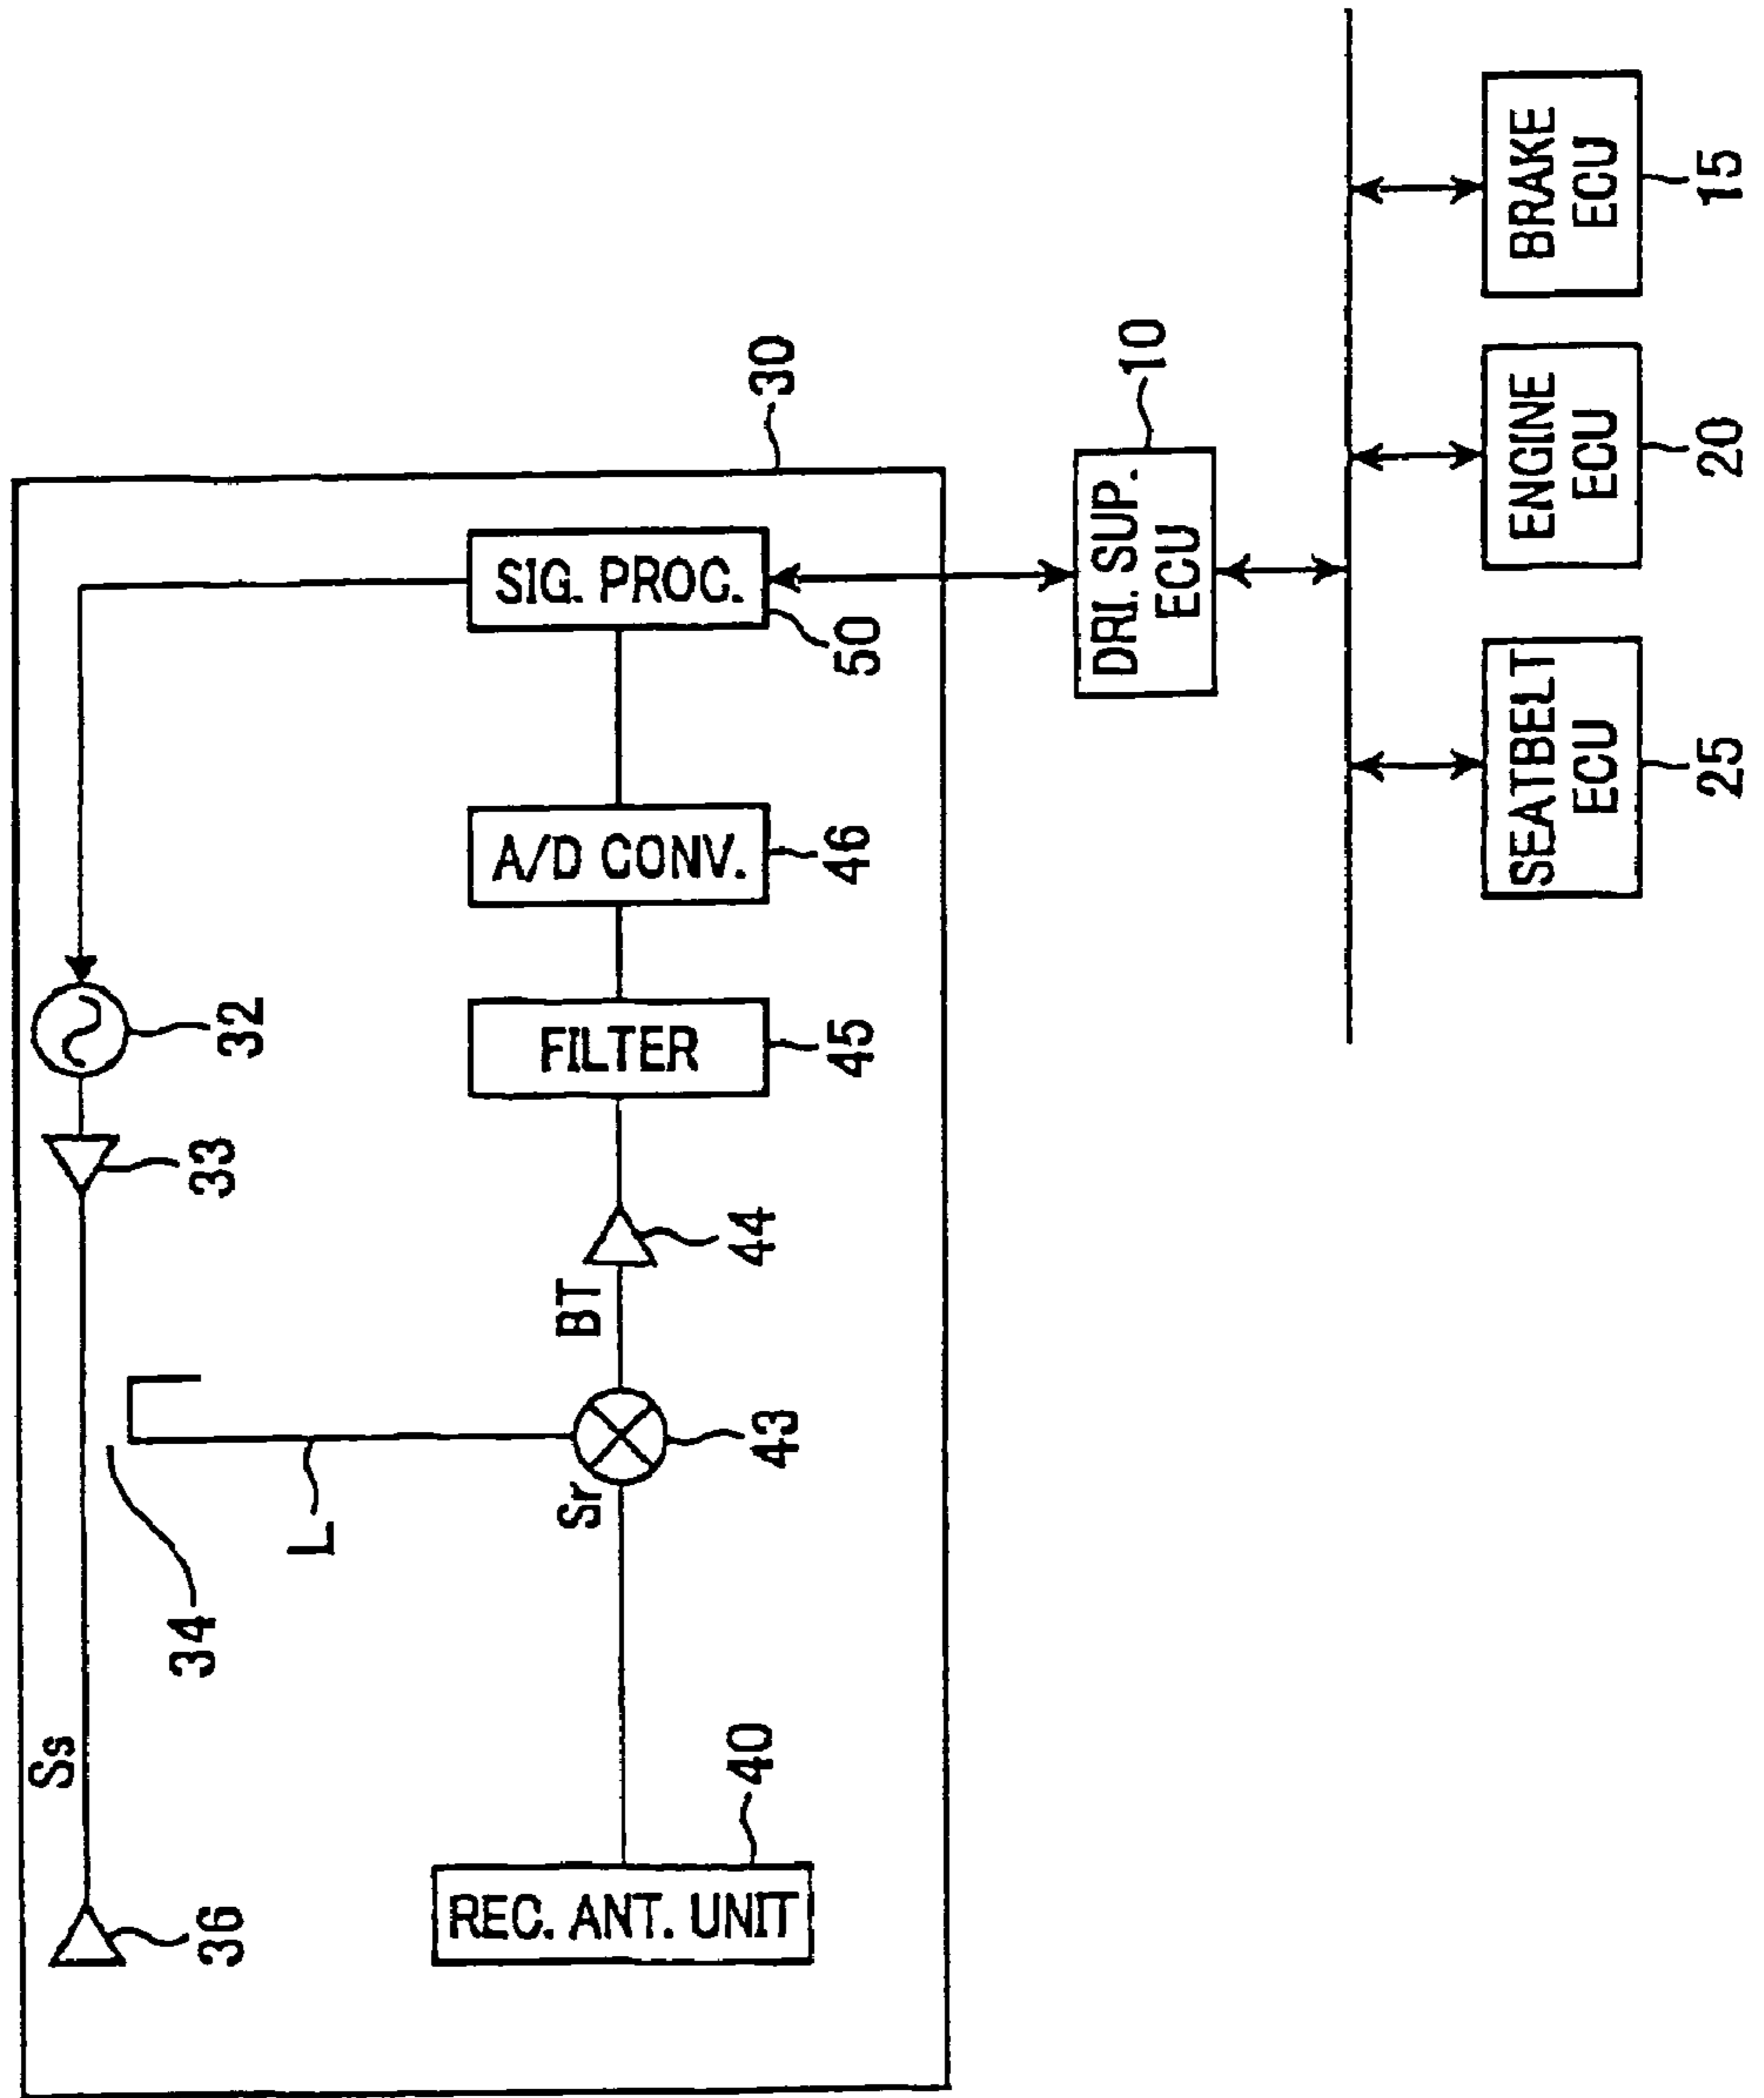 Ss
36
34
33
32
L
REC. ANT. UNIT
40
Sr
43
BT
44
FILTER
45
A/D CONV.
46
SIG. PROC.
50
30
DRI. SUP.
ECU
10
SEATBELT
ECU
25
ENGINE
ECU
20
BRAKE
ECU
15